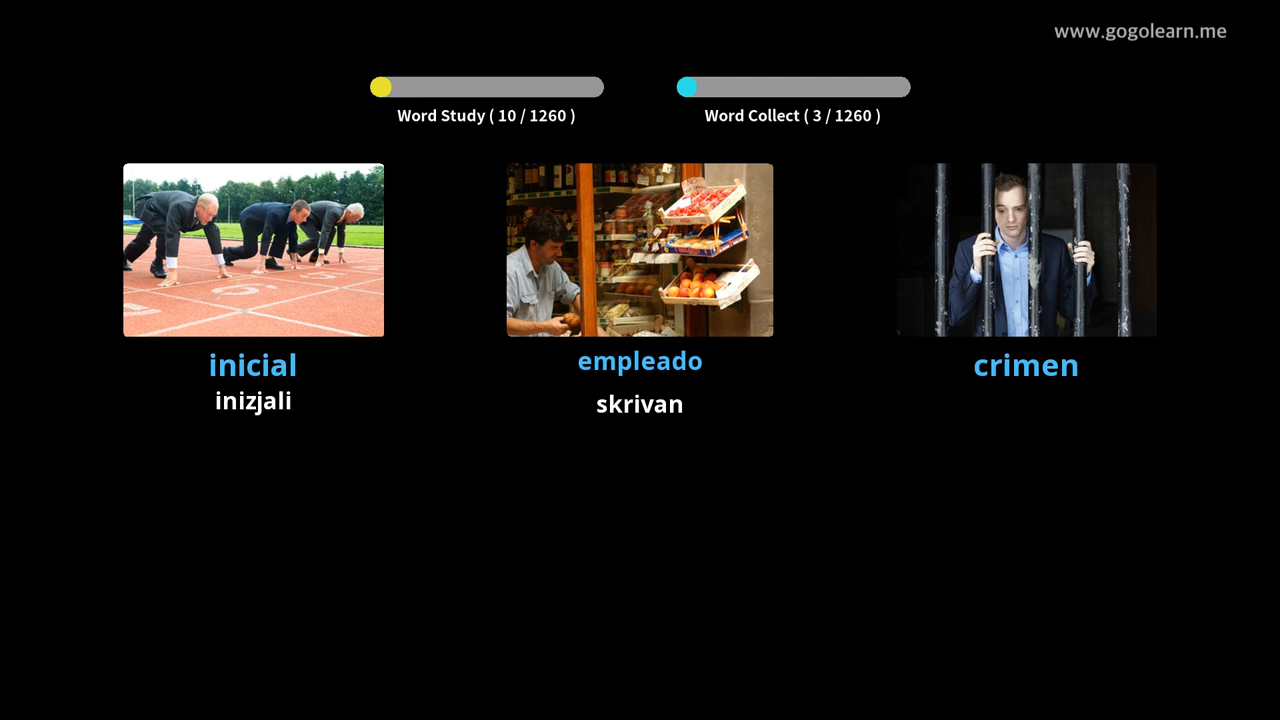 www.gogolearn.me
Word Study ( 10 / 1260 )
Word Collect ( 3 / 1260 )
inicial
inizjali
empleado
skrivan
crimen